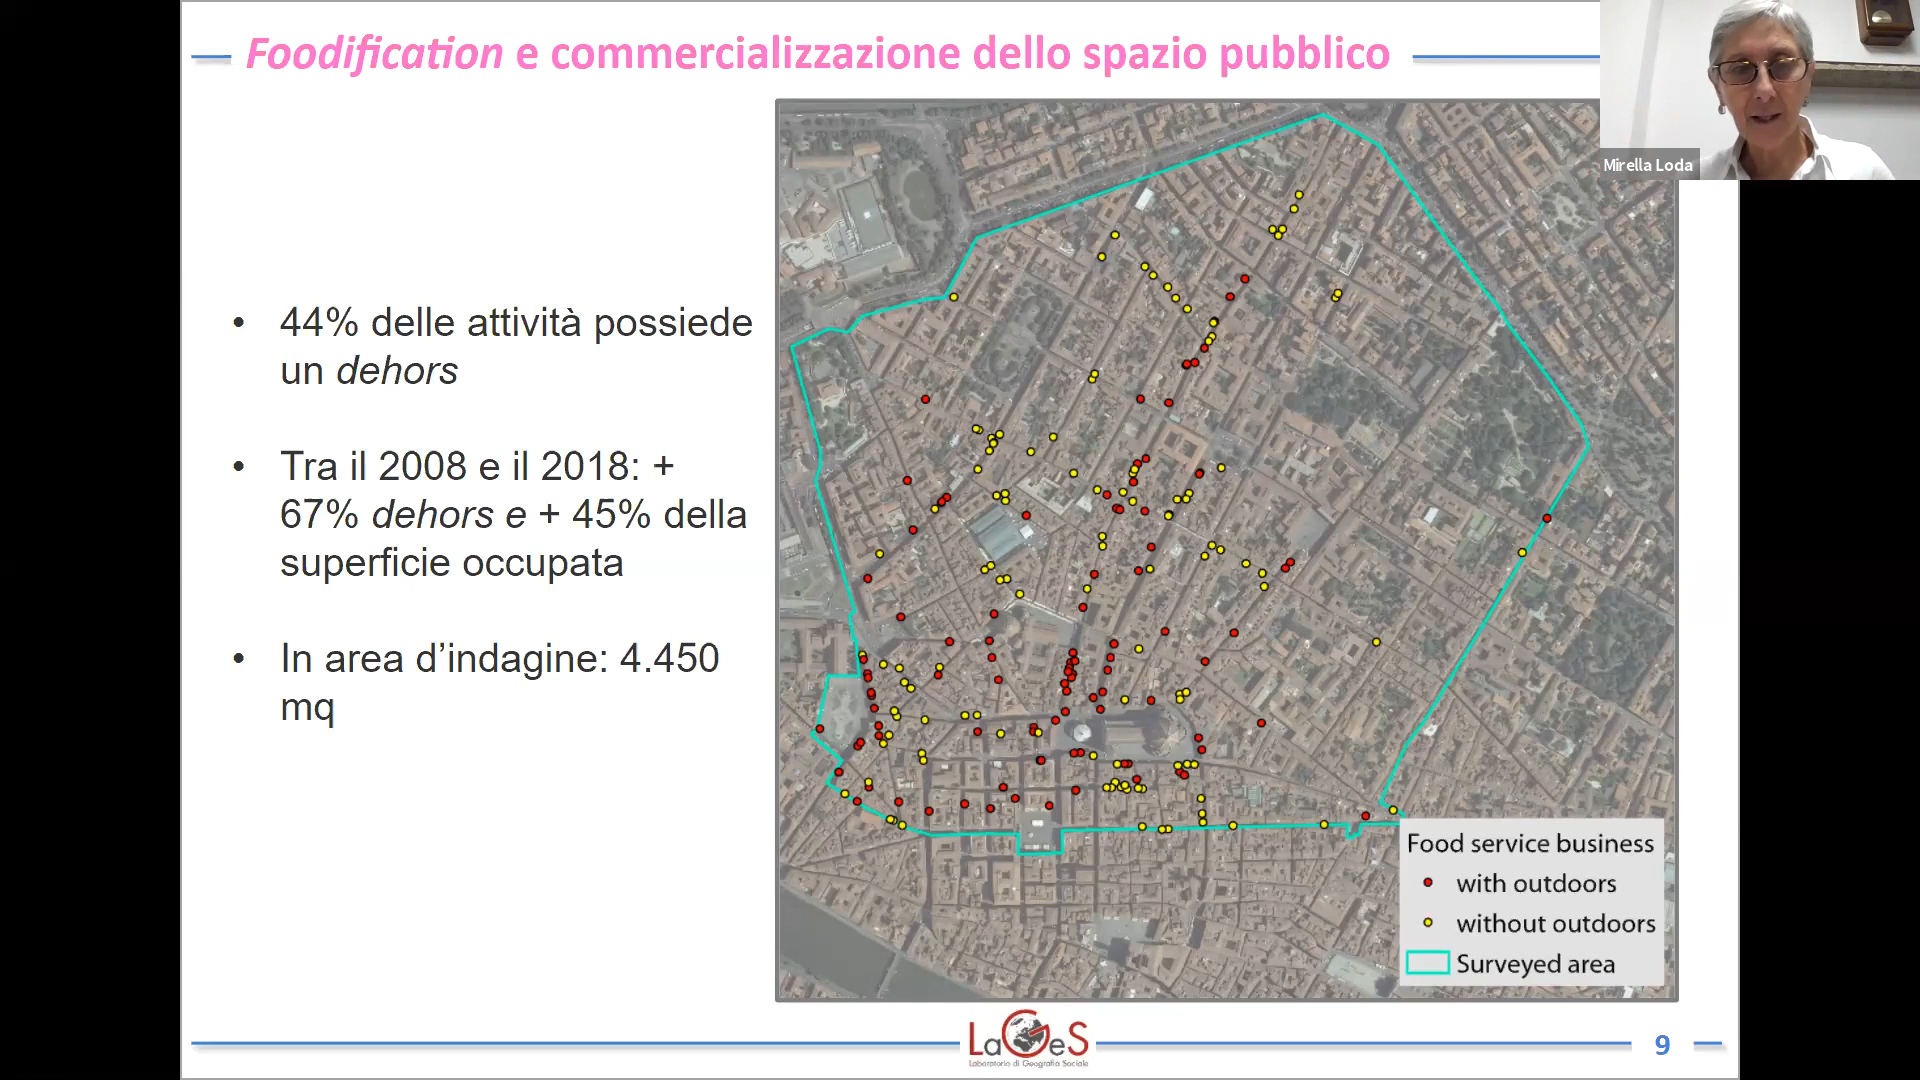 Foodification e commercializzazione dello spazio pubblico
Mirella Loda
• 44% delle attività possiede
un dehors
• Tra il 2008 e il 2018: +
67% dehors e + 45% della
superficie occupata
• In area d’indagine: 4.450
mq
Food service business
with outdoors
without outdoors
Surveyed area
LaGeS
Laboratorio di Geografia Sociale
9